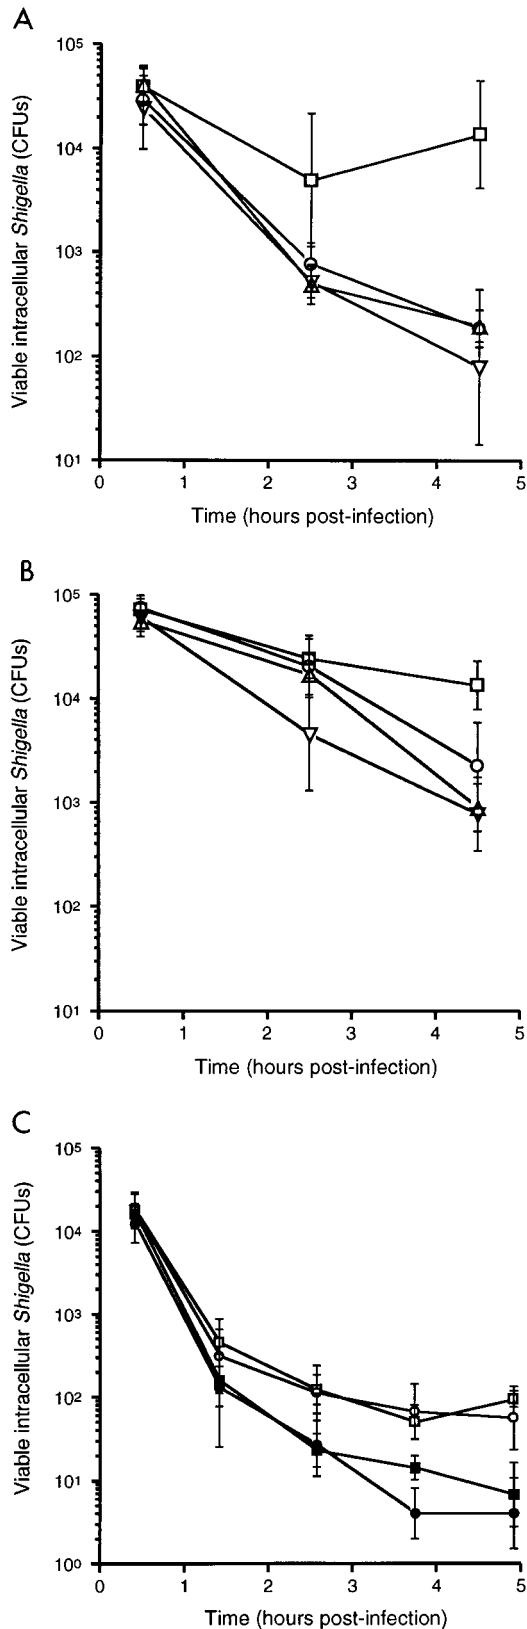 A
Viable intracellular Shigella (CFUs)
10⁵
10⁴
10³
10²
10¹
0 1 2 3 4 5
Time (hours post-infection)
B
Viable intracellular Shigella (CFUs)
10⁵
10⁴
10³
10²
10¹
0 1 2 3 4 5
Time (hours post-infection)
C
Viable intracellular Shigella (CFUs)
10⁵
10⁴
10³
10²
10¹
10⁰
0 1 2 3 4 5
Time (hours post-infection)